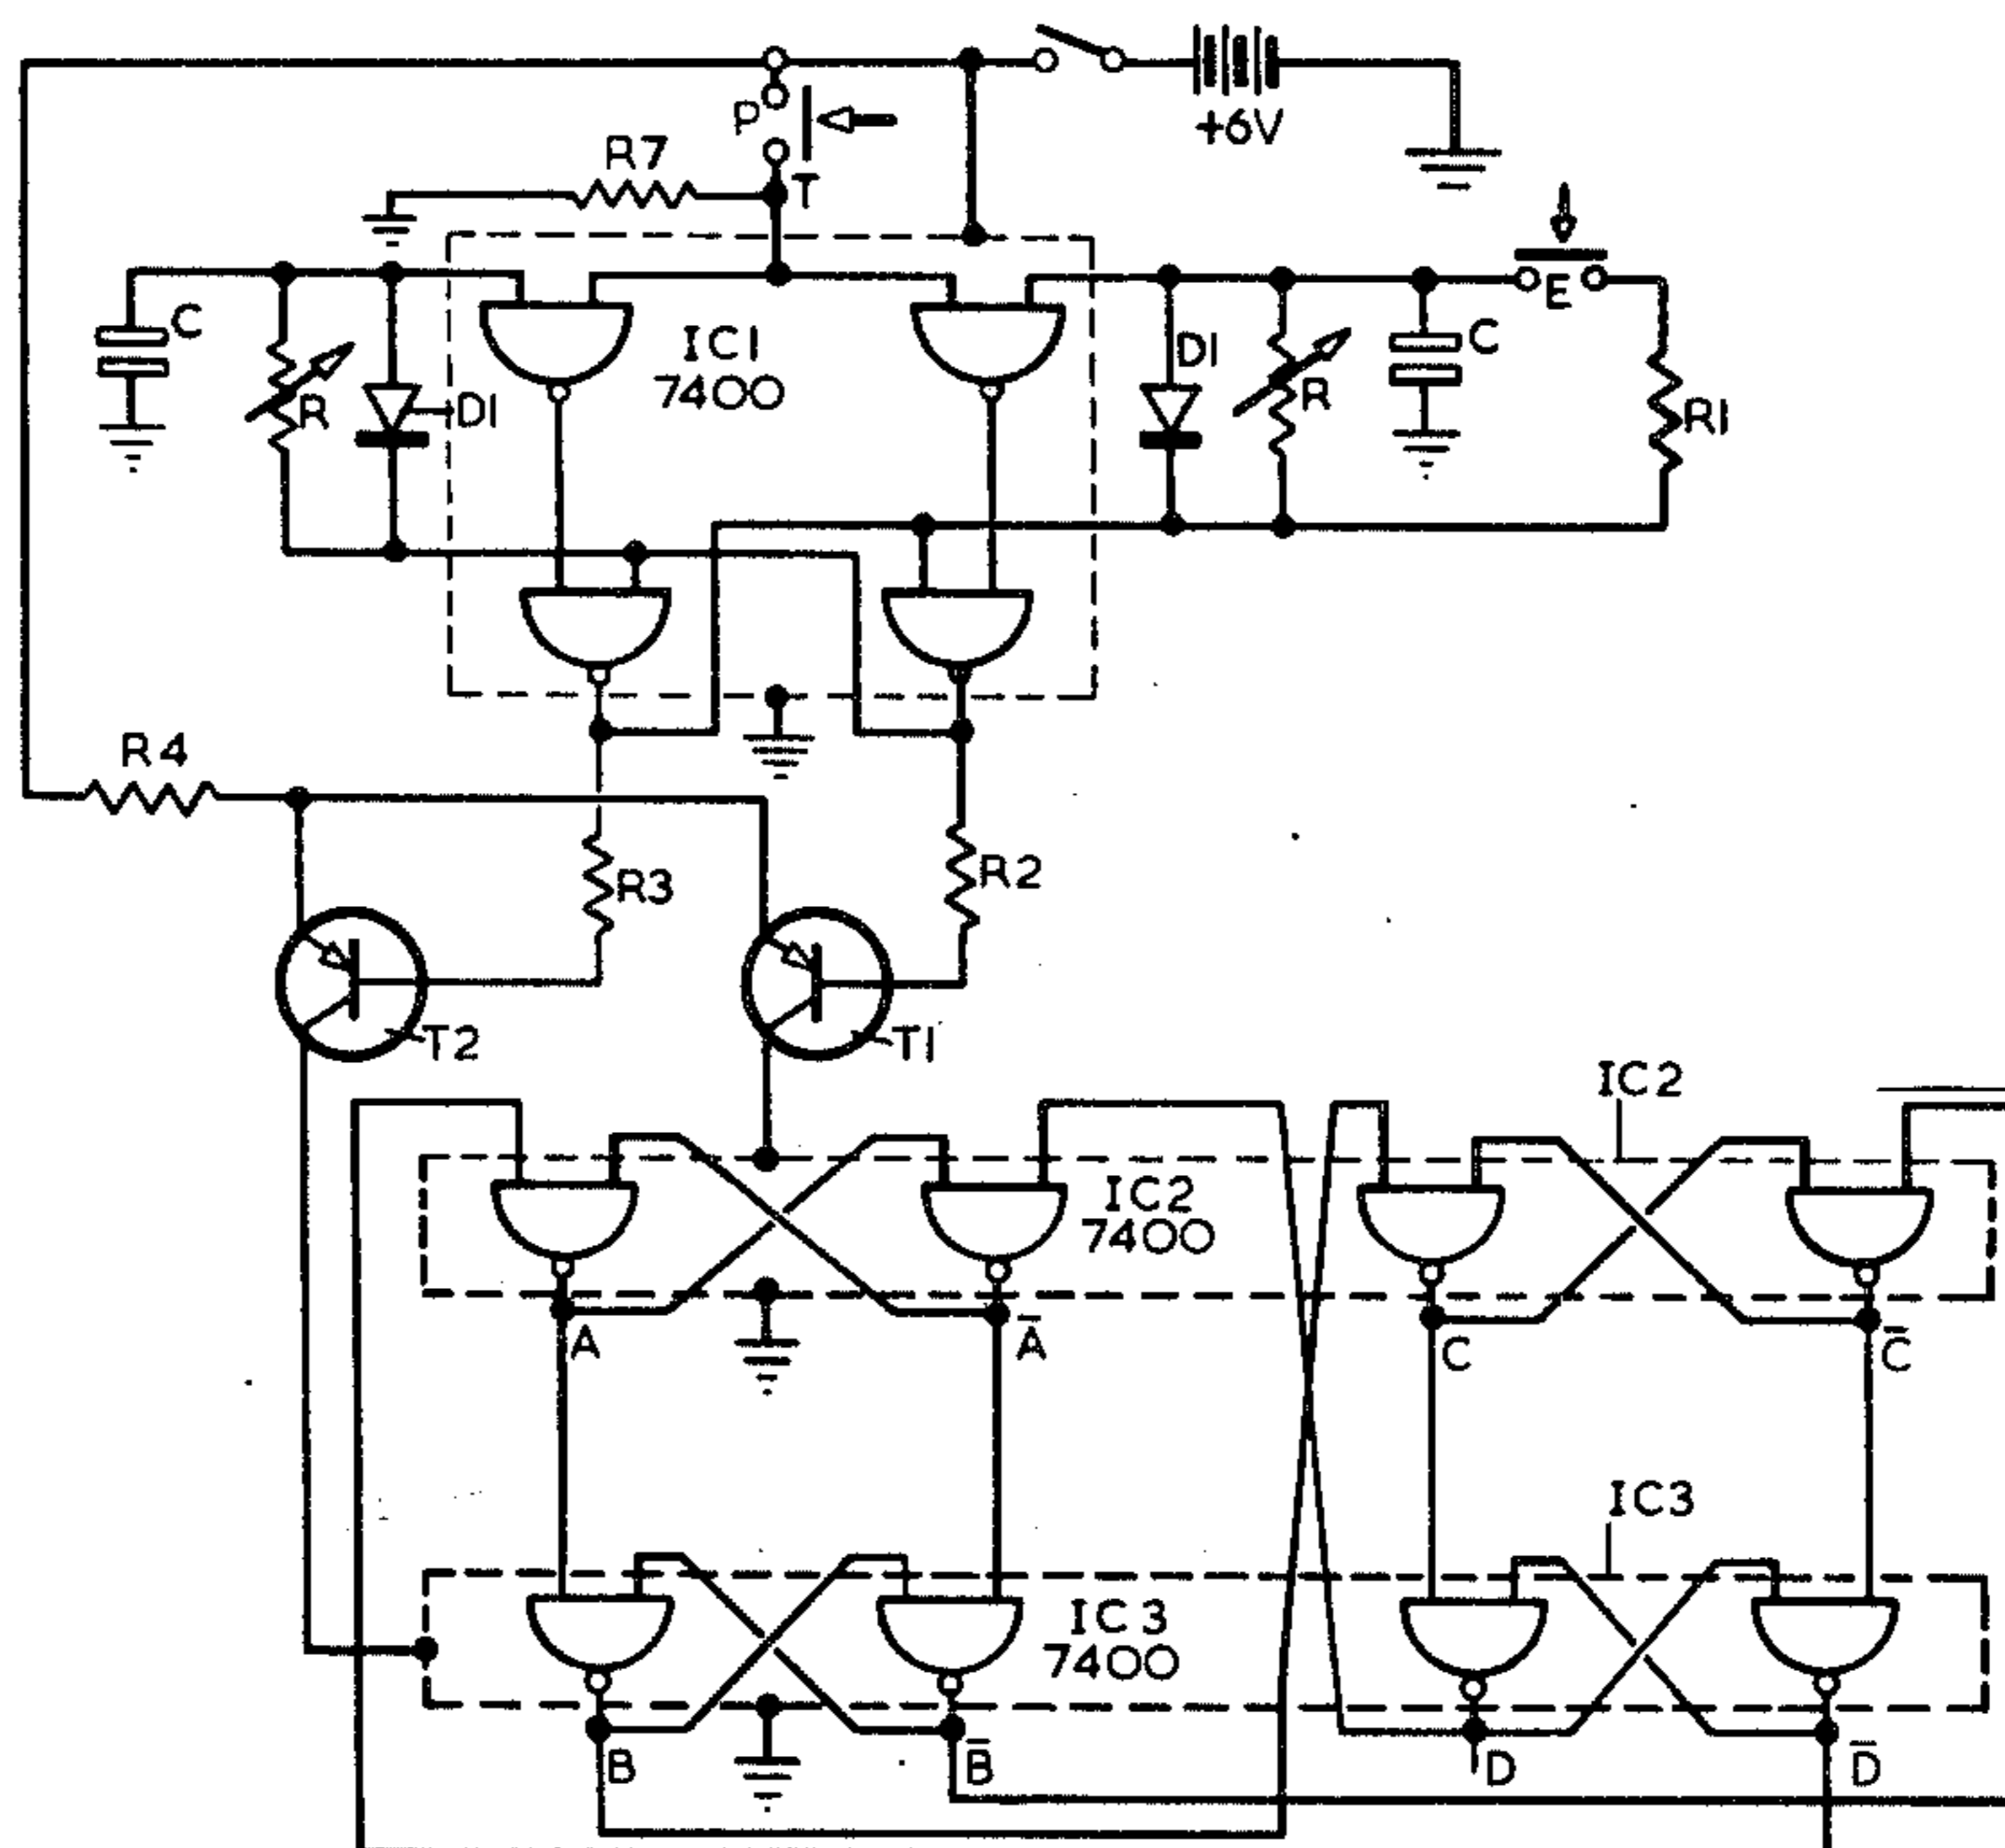 P
+6V
R7
T
C
IC1
7400
R
D1
D1
R
C
E
R1
R4
R3
R2
T2
T1
IC2
IC2
7400
A
Ā
C
C̄
IC3
IC3
7400
B
B̄
D
D̄